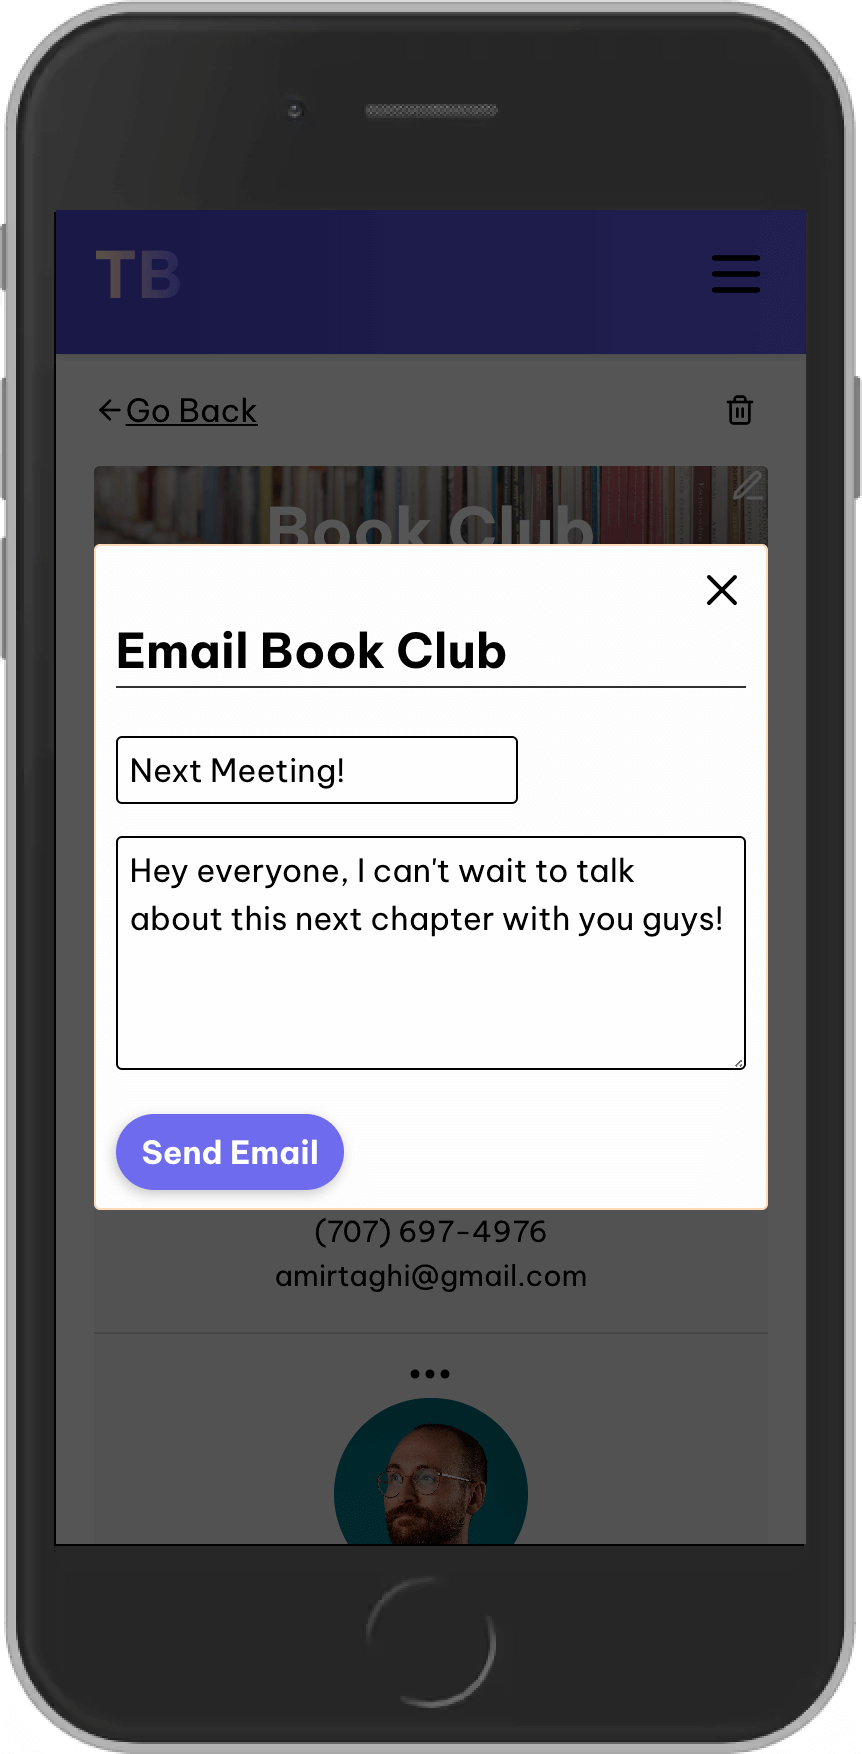 TB
Go Back
Book Club
Email Book Club
Next Meeting!
Hey everyone, I can't wait to talk
about this next chapter with you guys!
Send Email
(707) 697-4976
amirtaghi@gmail.com